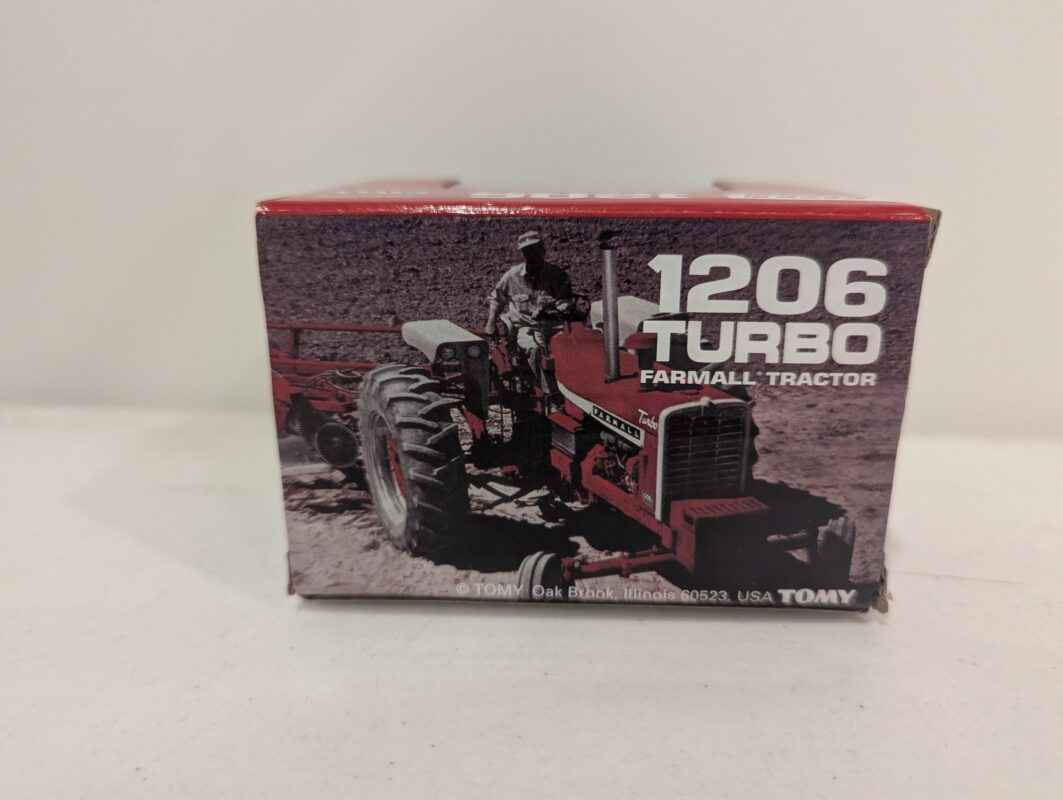 1206
TURBO
FARMALL TRACTOR
FARMALL
Turbo
© TOMY Oak Brook, Illinois 60523, USA TOMY